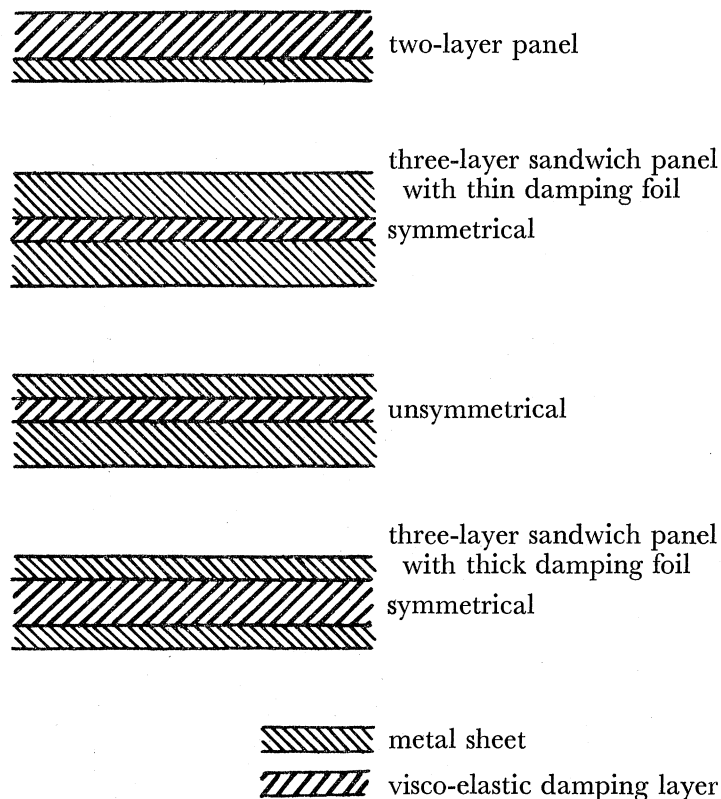 two-layer panel
three-layer sandwich panel
with thin damping foil
symmetrical
unsymmetrical
three-layer sandwich panel
with thick damping foil
symmetrical
metal sheet
visco-elastic damping layer